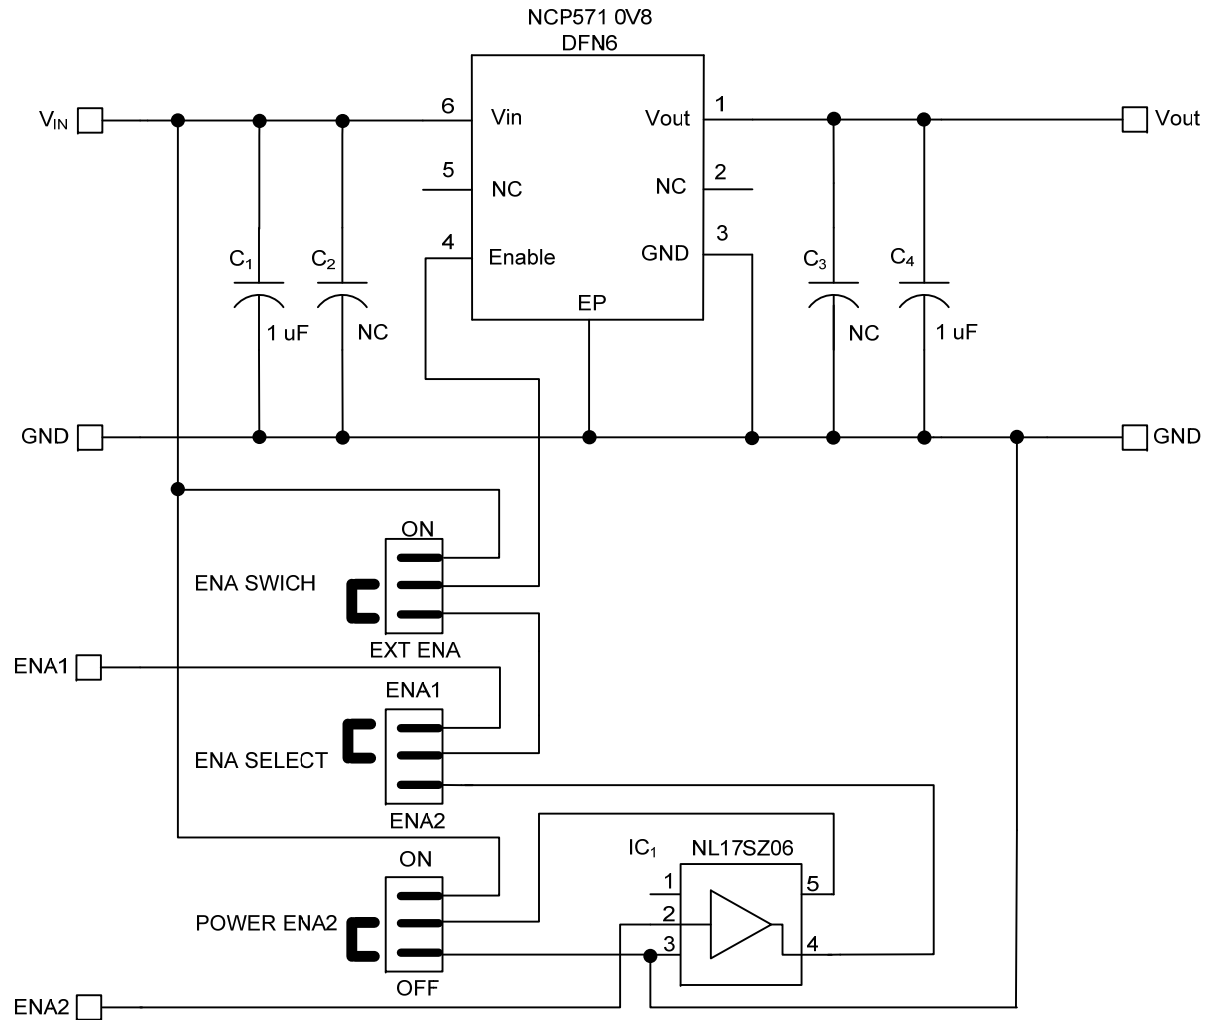 NCP571 0V8
DFN6
VIN
6
Vin
Vout
1
Vout
5
NC
NC
2
4
Enable
GND
3
EP
C1
1 uF
C2
NC
C3
NC
C4
1 uF
GND
GND
ON
ENA SWICH
EXT ENA
ENA1
ENA1
ENA SELECT
ENA2
ON
POWER ENA2
OFF
IC1
NL17SZ06
1
5
2
3
4
ENA2